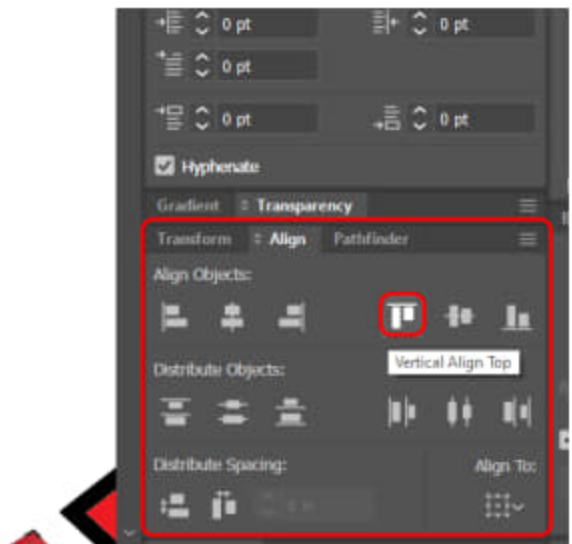 0 pt 0 pt
0 pt
0 pt 0 pt
Hyphenate
Gradient Transparency
Transform Align Pathfinder
Align Objects:
Vertical Align Top
Distribute Objects:
Distribute Spacing: Align To: